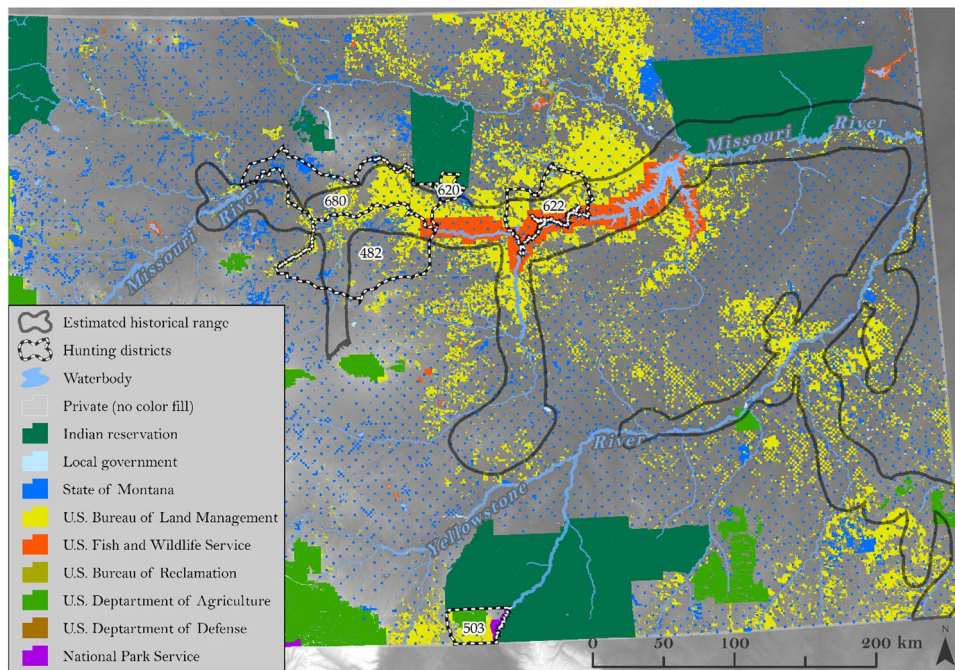 Missouri River
620
680
622
Missouri River
482
Estimated historical range
Hunting districts
Waterbody
Private (no color fill)
Indian reservation
Local government
State of Montana
U.S. Bureau of Land Management
U.S. Fish and Wildlife Service
U.S. Bureau of Reclamation
U.S. Deptartment of Agriculture
U.S. Deptartment of Defense
National Park Service
Yellowstone River
503
0 50 100 200 km
N